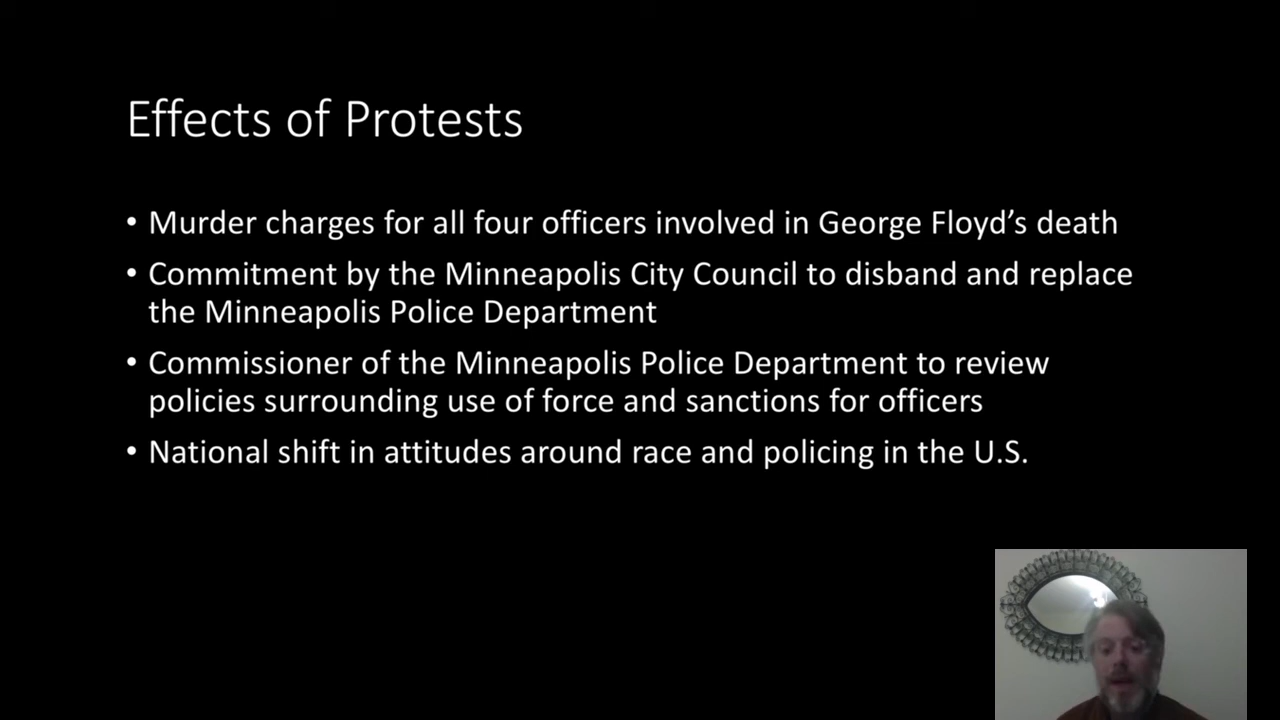 Effects of Protests
• Murder charges for all four officers involved in George Floyd’s death
• Commitment by the Minneapolis City Council to disband and replace
the Minneapolis Police Department
• Commissioner of the Minneapolis Police Department to review
policies surrounding use of force and sanctions for officers
• National shift in attitudes around race and policing in the U.S.